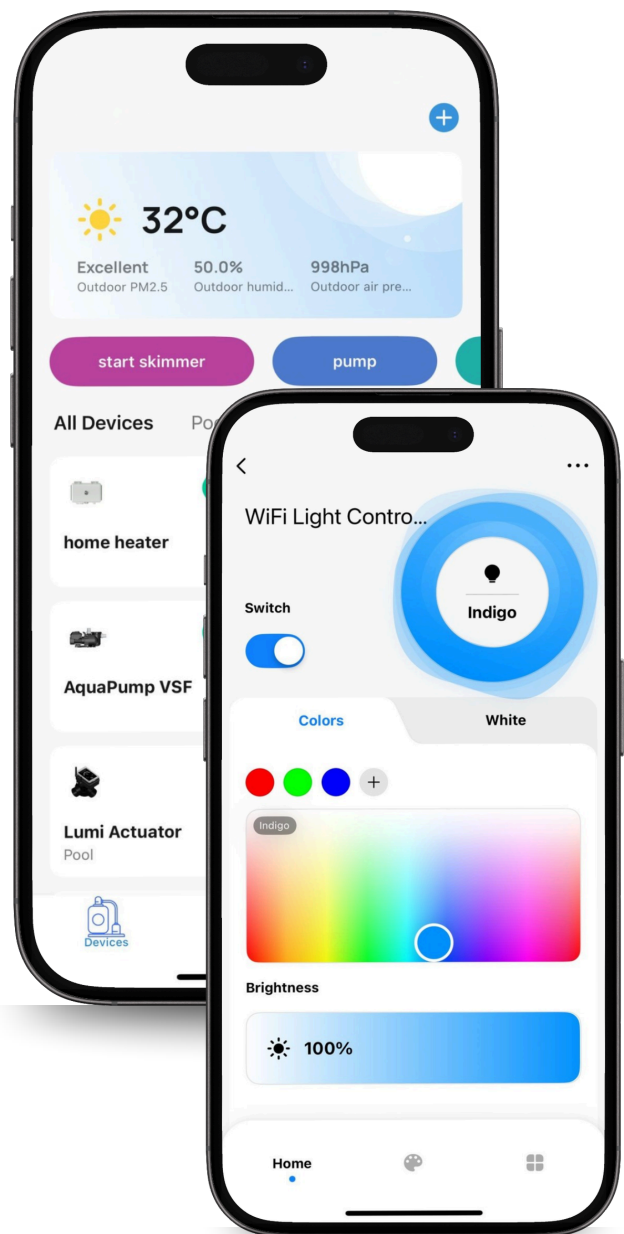 32°C
Excellent 50.0% 998hPa
Outdoor PM2.5 Outdoor humid... Outdoor air pre...
start skimmer pump
All Devices
home heater
AquaPump VSF
Lumi Actuator
Pool
Devices
WiFi Light Contro...
Indigo
Switch
Colors White
Indigo
Brightness
100%
Home